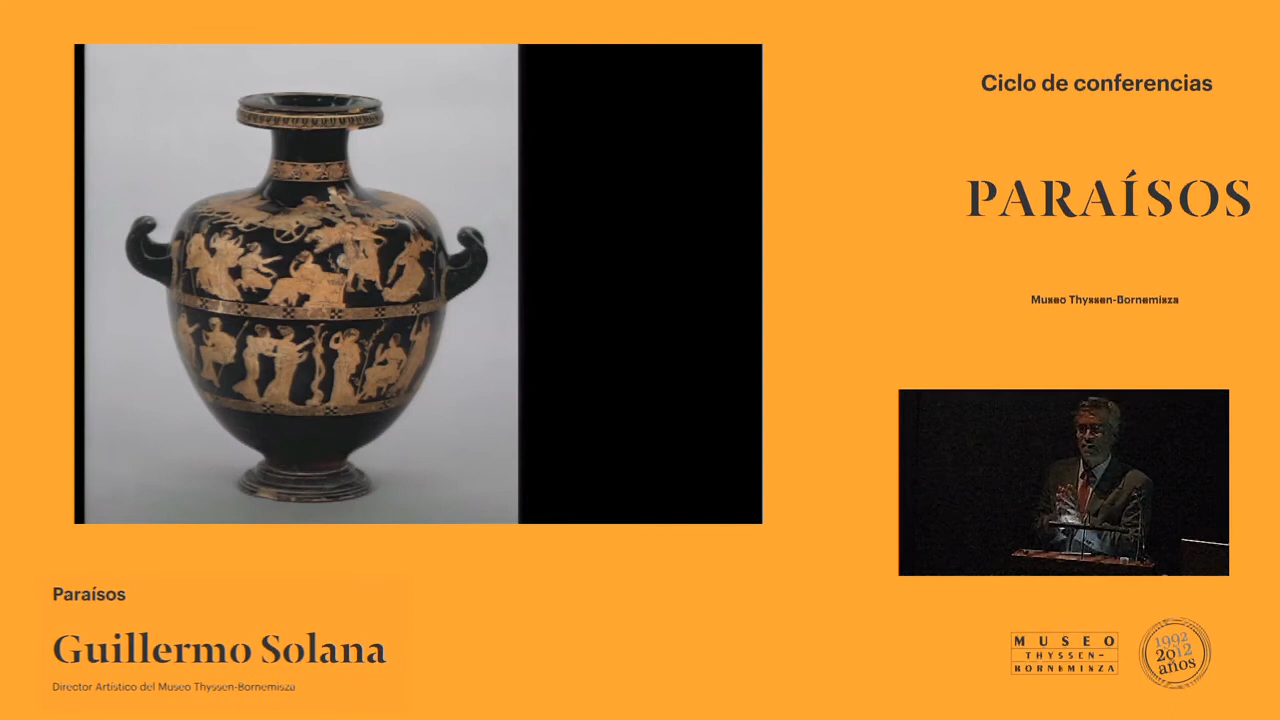 Ciclo de conferencias
PARAÍSOS
Museo Thyssen-Bornemisza
Paraísos
Guillermo Solana
Director Artístico del Museo Thyssen-Bornemisza
MUSEO
THYSSEN-
BORNEMISZA
1992
2012
años